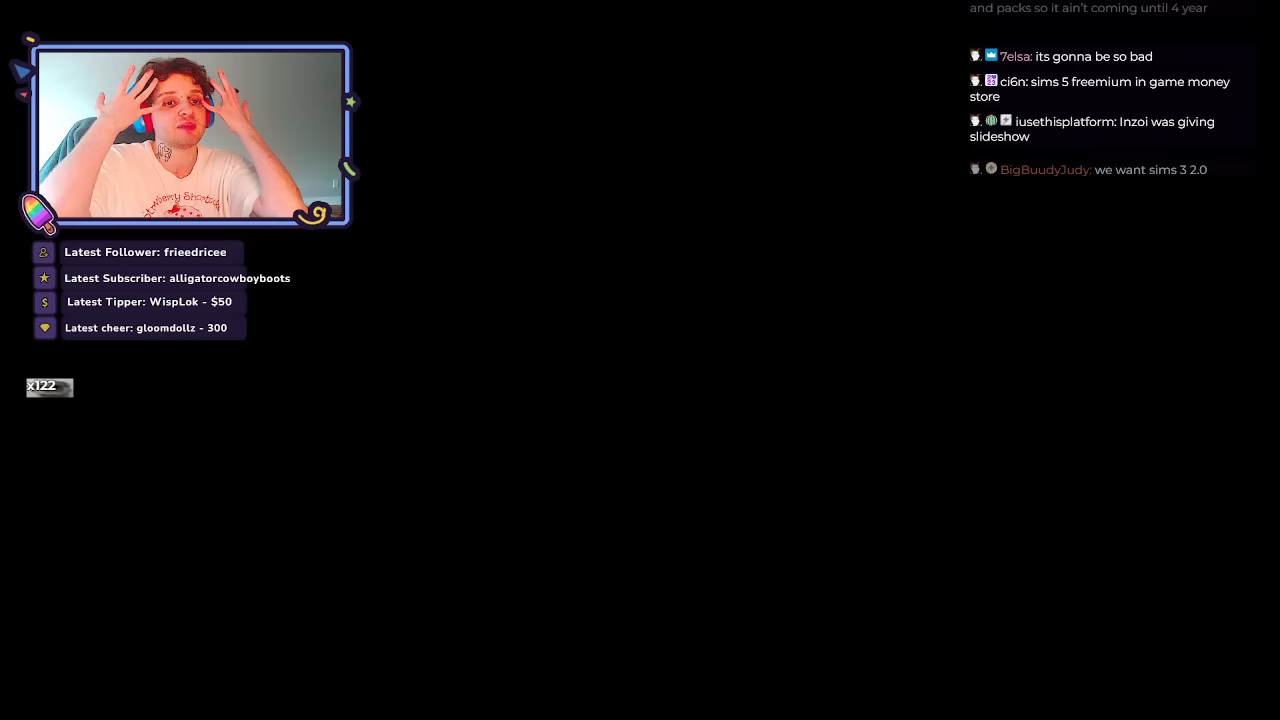 and packs so it ain't coming until 4 year
7elsa: its gonna be so bad
ci6n: sims 5 freemium in game money
store
iusethisplatform: Inzoi was giving
slideshow
BigBuudyJudy: we want sims 3 2.0
Strawberry Shortc
Latest Follower: frieedricee
Latest Subscriber: alligatorcowboyboots
Latest Tipper: WispLok - $50
Latest cheer: gloomdollz - 300
x122